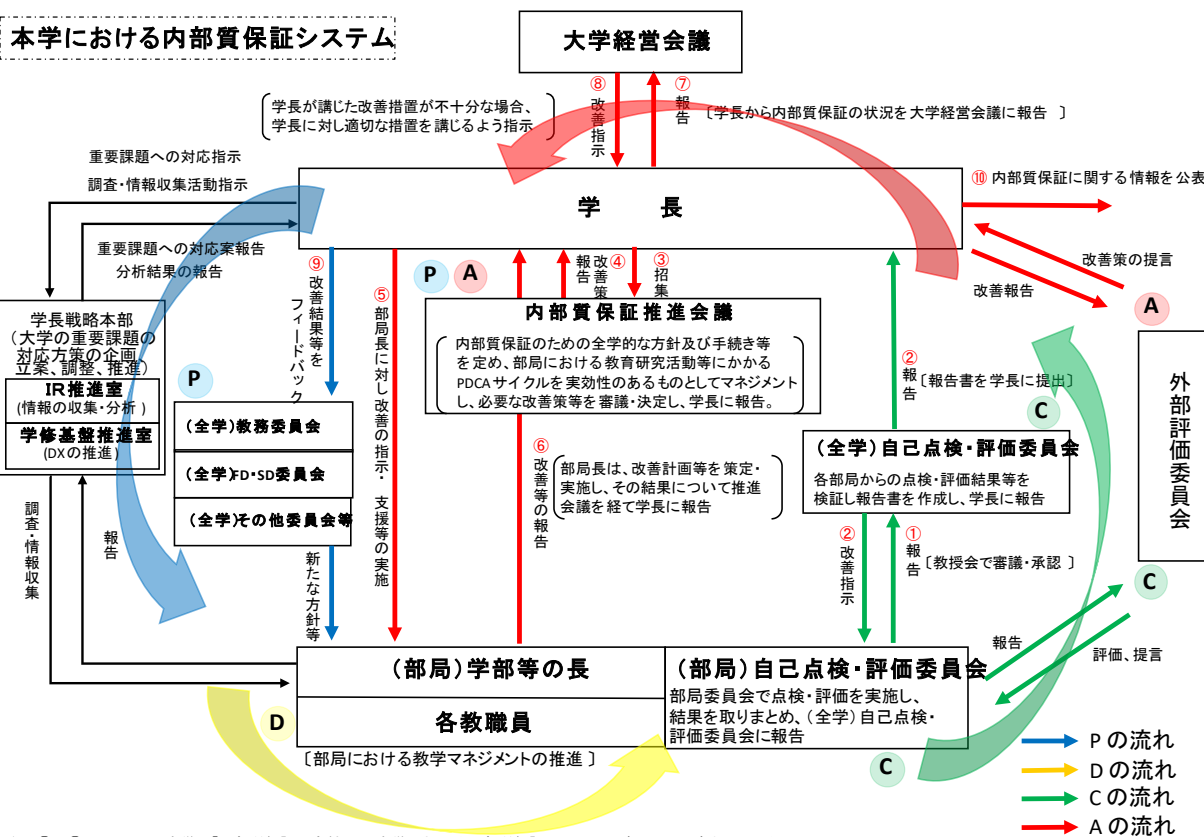 本学における内部質保証システム
大学経営会議
⑧
改善指示
⑦
報告
学長が講じた改善措置が不十分な場合、
学長に対し適切な措置を講じるよう指示
〔学長から内部質保証の状況を大学経営会議に報告 〕
重要課題への対応指示
調査・情報収集活動指示
学 長
⑩ 内部質保証に関する情報を公表
重要課題への対応案報告
分析結果の報告
改善策の提言
改善報告
⑨
改善結果等を
フィードバック
⑤
部局長に対し改善の指示・ 支援等の実施
P
A
④
改善策
報告
③
招集
A
内部質保証推進会議
内部質保証のための全学的な方針及び手続き等
を定め、部局における教育研究活動等にかかる
PDCA サイクルを実効性のあるものとしてマネジメント
し、必要な改善策等を審議・決定し、学長に報告。
学長戦略本部
(大学の重要課題の
対応方策の企画
立案、調整、推進)
IR推進室
(情報の収集・分析 )
学修基盤推進室
(DXの推進)
P
(全学)教務委員会
(全学)FD・SD委員会
(全学)その他委員会等
②
報告
〔報告書を学長に提出〕
C
外部評価委員会
(全学)自己点検・評価委員会
各部局からの点検・評価結果等を
検証し報告書を作成し、学長に報告
⑥
改善等の報告
部局長は、改善計画等を策定・
実施し、その結果について推進
会議を経て学長に報告
調査・情報収集
報告
新たな方針等
②
改善指示
①
報告
〔教授会で審議・承認 〕
C
報告
評価、提言
(部局)学部等の長
各教職員
D
〔部局における教学マネジメントの推進 〕
(部局)自己点検・評価委員会
部局委員会で点検・評価を実施し、
結果を取りまとめ、(全学)自己点検・
評価委員会に報告
C
P の流れ
D の流れ
C の流れ
A の流れ